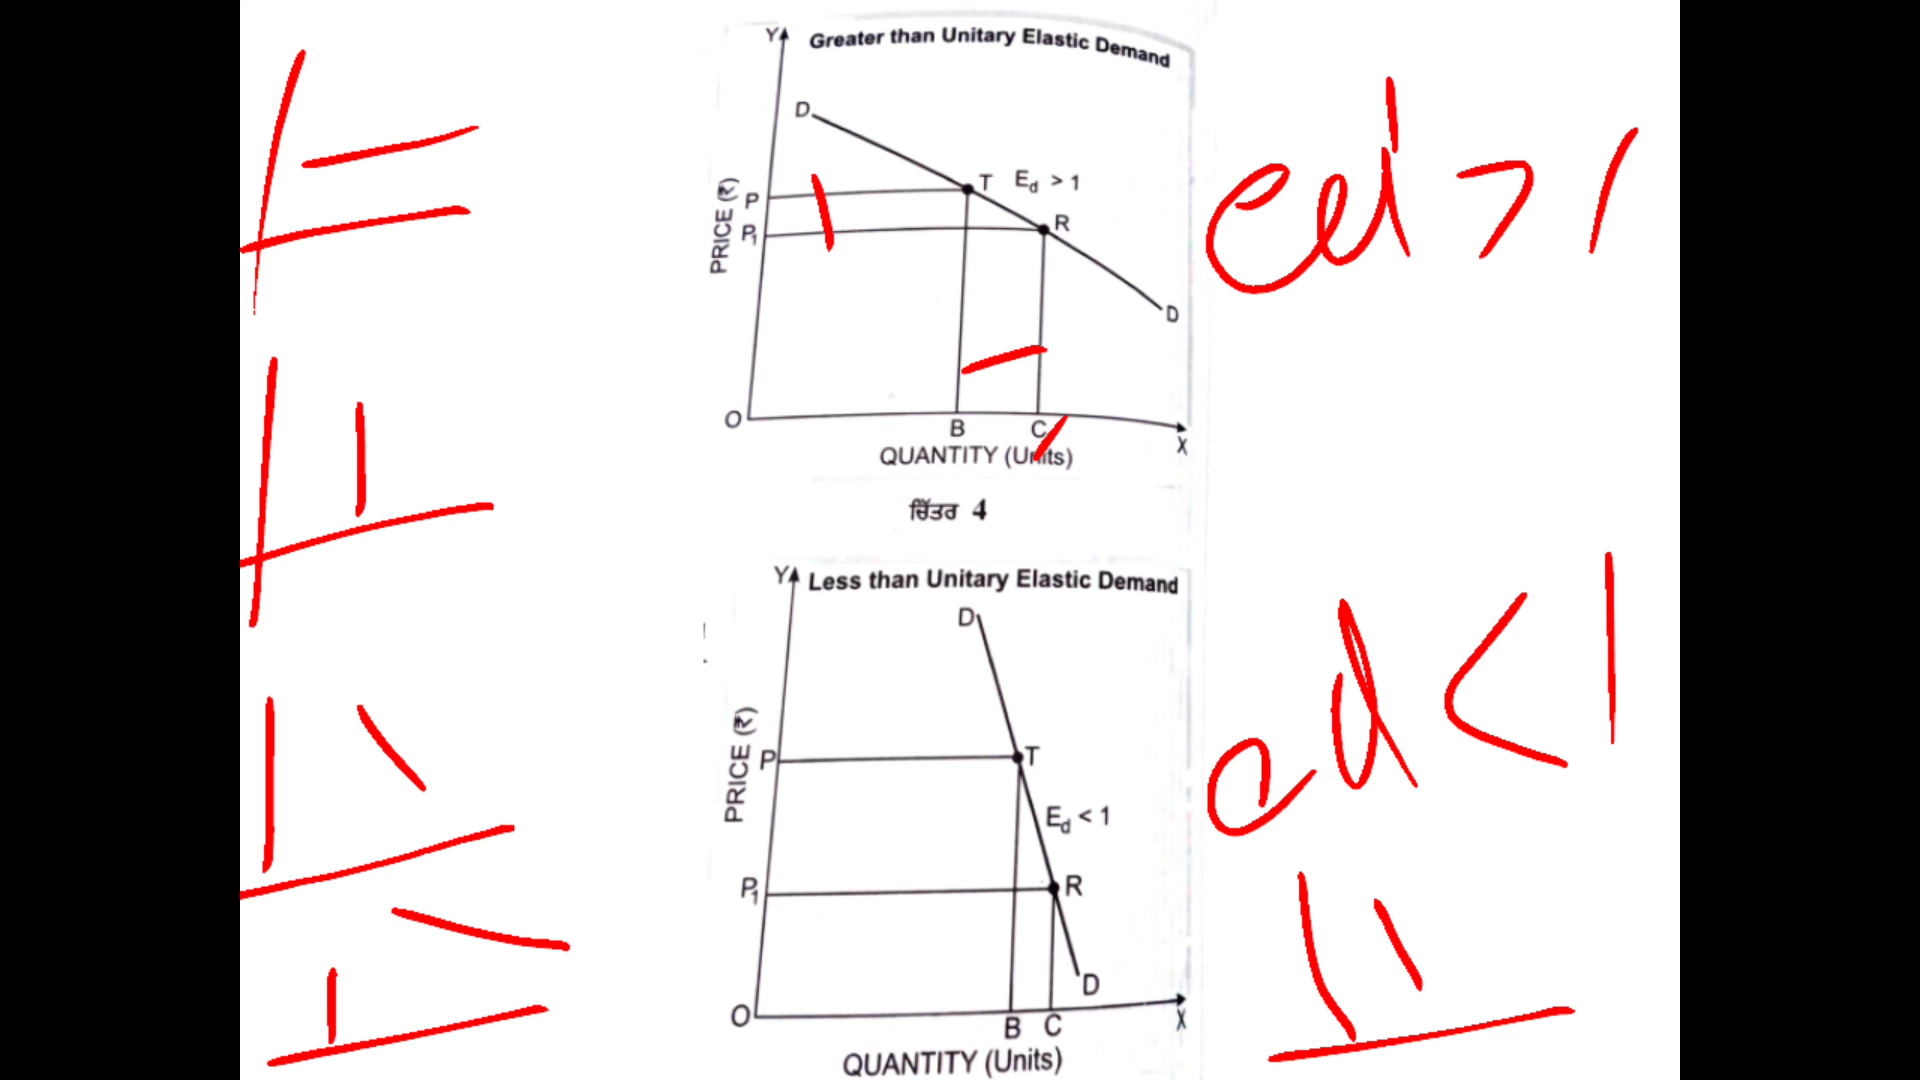 Y Greater than Unitary Elastic Demand
D
T Ed > 1
P
R
P1
PRICE (₹)
D
O
B C X
QUANTITY (Units)
ਚਿੱਤਰ 4
ed > 1
Y Less than Unitary Elastic Demand
D
P T
PRICE (₹)
Ed < 1
P1 R
D
O
B C X
QUANTITY (Units)
ed < 1